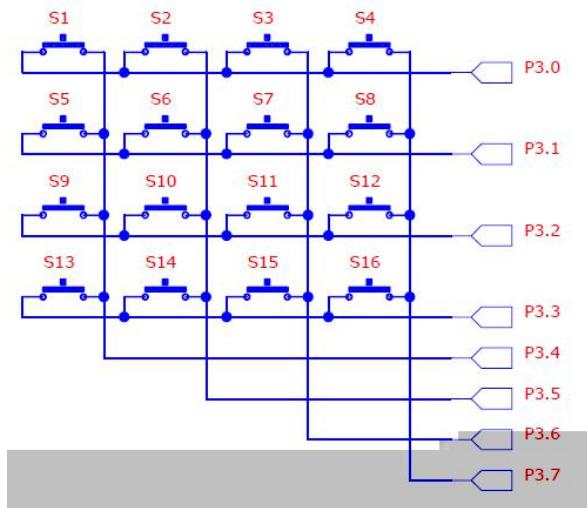 S1 S2 S3 S4
P3.0
S5 S6 S7 S8
P3.1
S9 S10 S11 S12
P3.2
S13 S14 S15 S16
P3.3
P3.4
P3.5
P3.6
P3.7